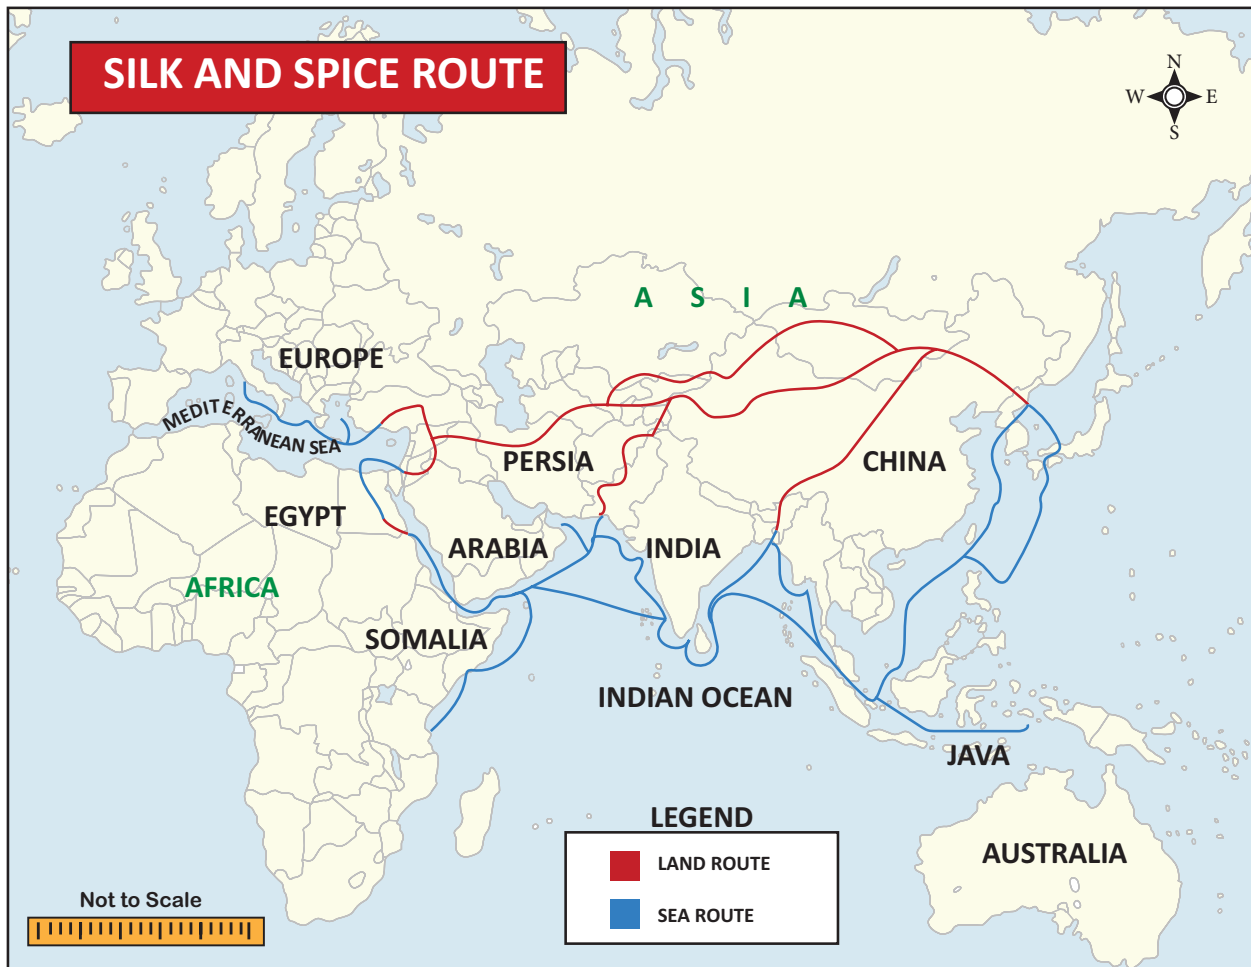 SILK AND SPICE ROUTE
N
W E
S
A S I A
EUROPE
MEDITERRANEAN SEA
PERSIA
CHINA
EGYPT
ARABIA
INDIA
AFRICA
SOMALIA
INDIAN OCEAN
JAVA
LEGEND
LAND ROUTE
SEA ROUTE
AUSTRALIA
Not to Scale